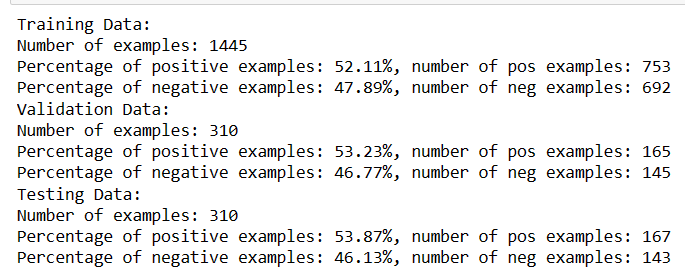 Training Data:
Number of examples: 1445
Percentage of positive examples: 52.11%, number of pos examples: 753
Percentage of negative examples: 47.89%, number of neg examples: 692
Validation Data:
Number of examples: 310
Percentage of positive examples: 53.23%, number of pos examples: 165
Percentage of negative examples: 46.77%, number of neg examples: 145
Testing Data:
Number of examples: 310
Percentage of positive examples: 53.87%, number of pos examples: 167
Percentage of negative examples: 46.13%, number of neg examples: 143